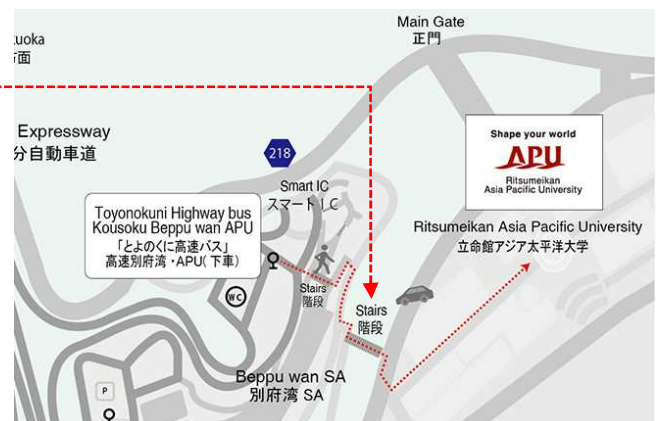 Main Gate
正門
uoka
方面
Expressway
分自動車道
218
Smart IC
スマートIC
Shape your world
APU
Ritsumeikan
Asia Pacific University
Toyonokuni Highway bus
Kousoku Beppu wan APU
「とよのくに高速バス」
高速別府湾・APU(下車)
Ritsumeikan Asia Pacific University
立命館アジア太平洋大学
WC
Stairs
階段
Stairs
階段
Beppu wan SA
別府湾 SA
P